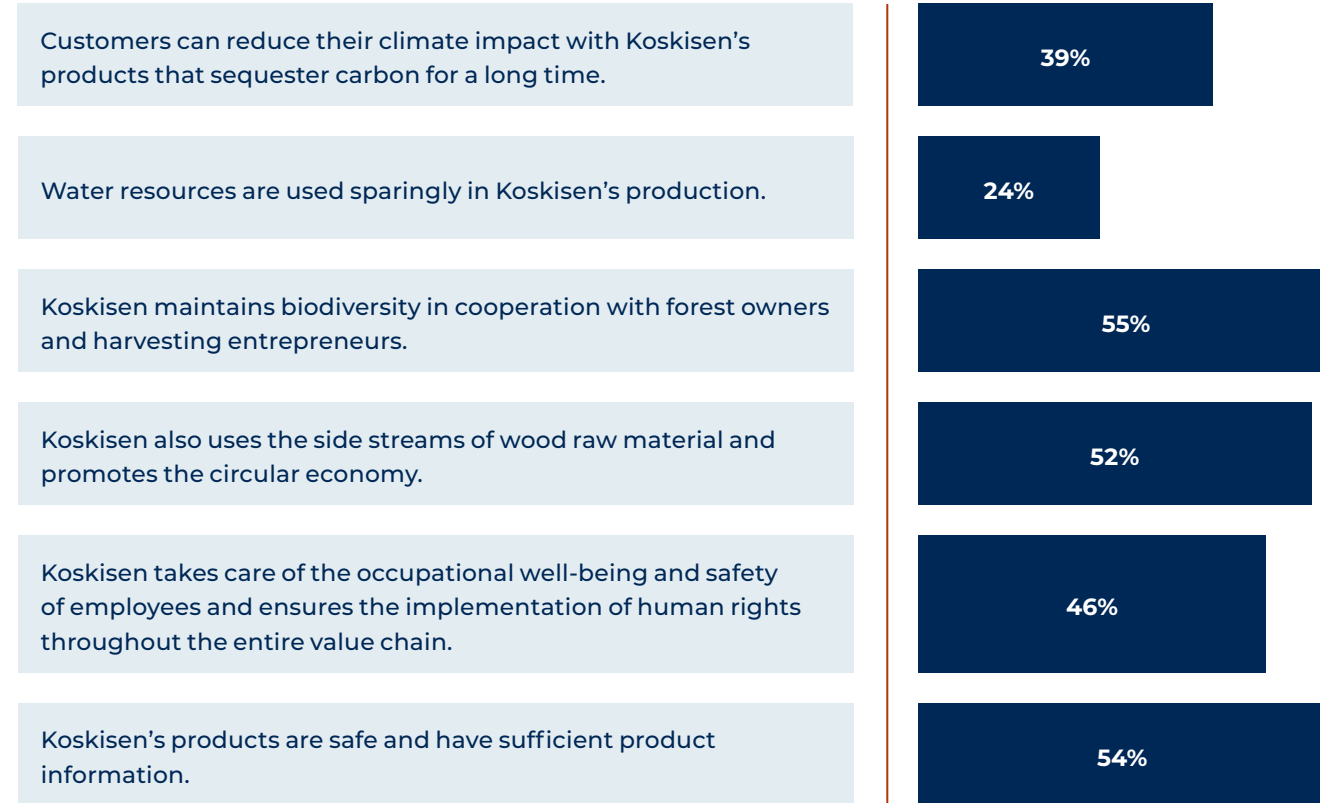 Customers can reduce their climate impact with Koskisen’s
products that sequester carbon for a long time.
39%
Water resources are used sparingly in Koskisen’s production.
24%
Koskisen maintains biodiversity in cooperation with forest owners
and harvesting entrepreneurs.
55%
Koskisen also uses the side streams of wood raw material and
promotes the circular economy.
52%
Koskisen takes care of the occupational well-being and safety
of employees and ensures the implementation of human rights
throughout the entire value chain.
46%
Koskisen’s products are safe and have sufficient product
information.
54%